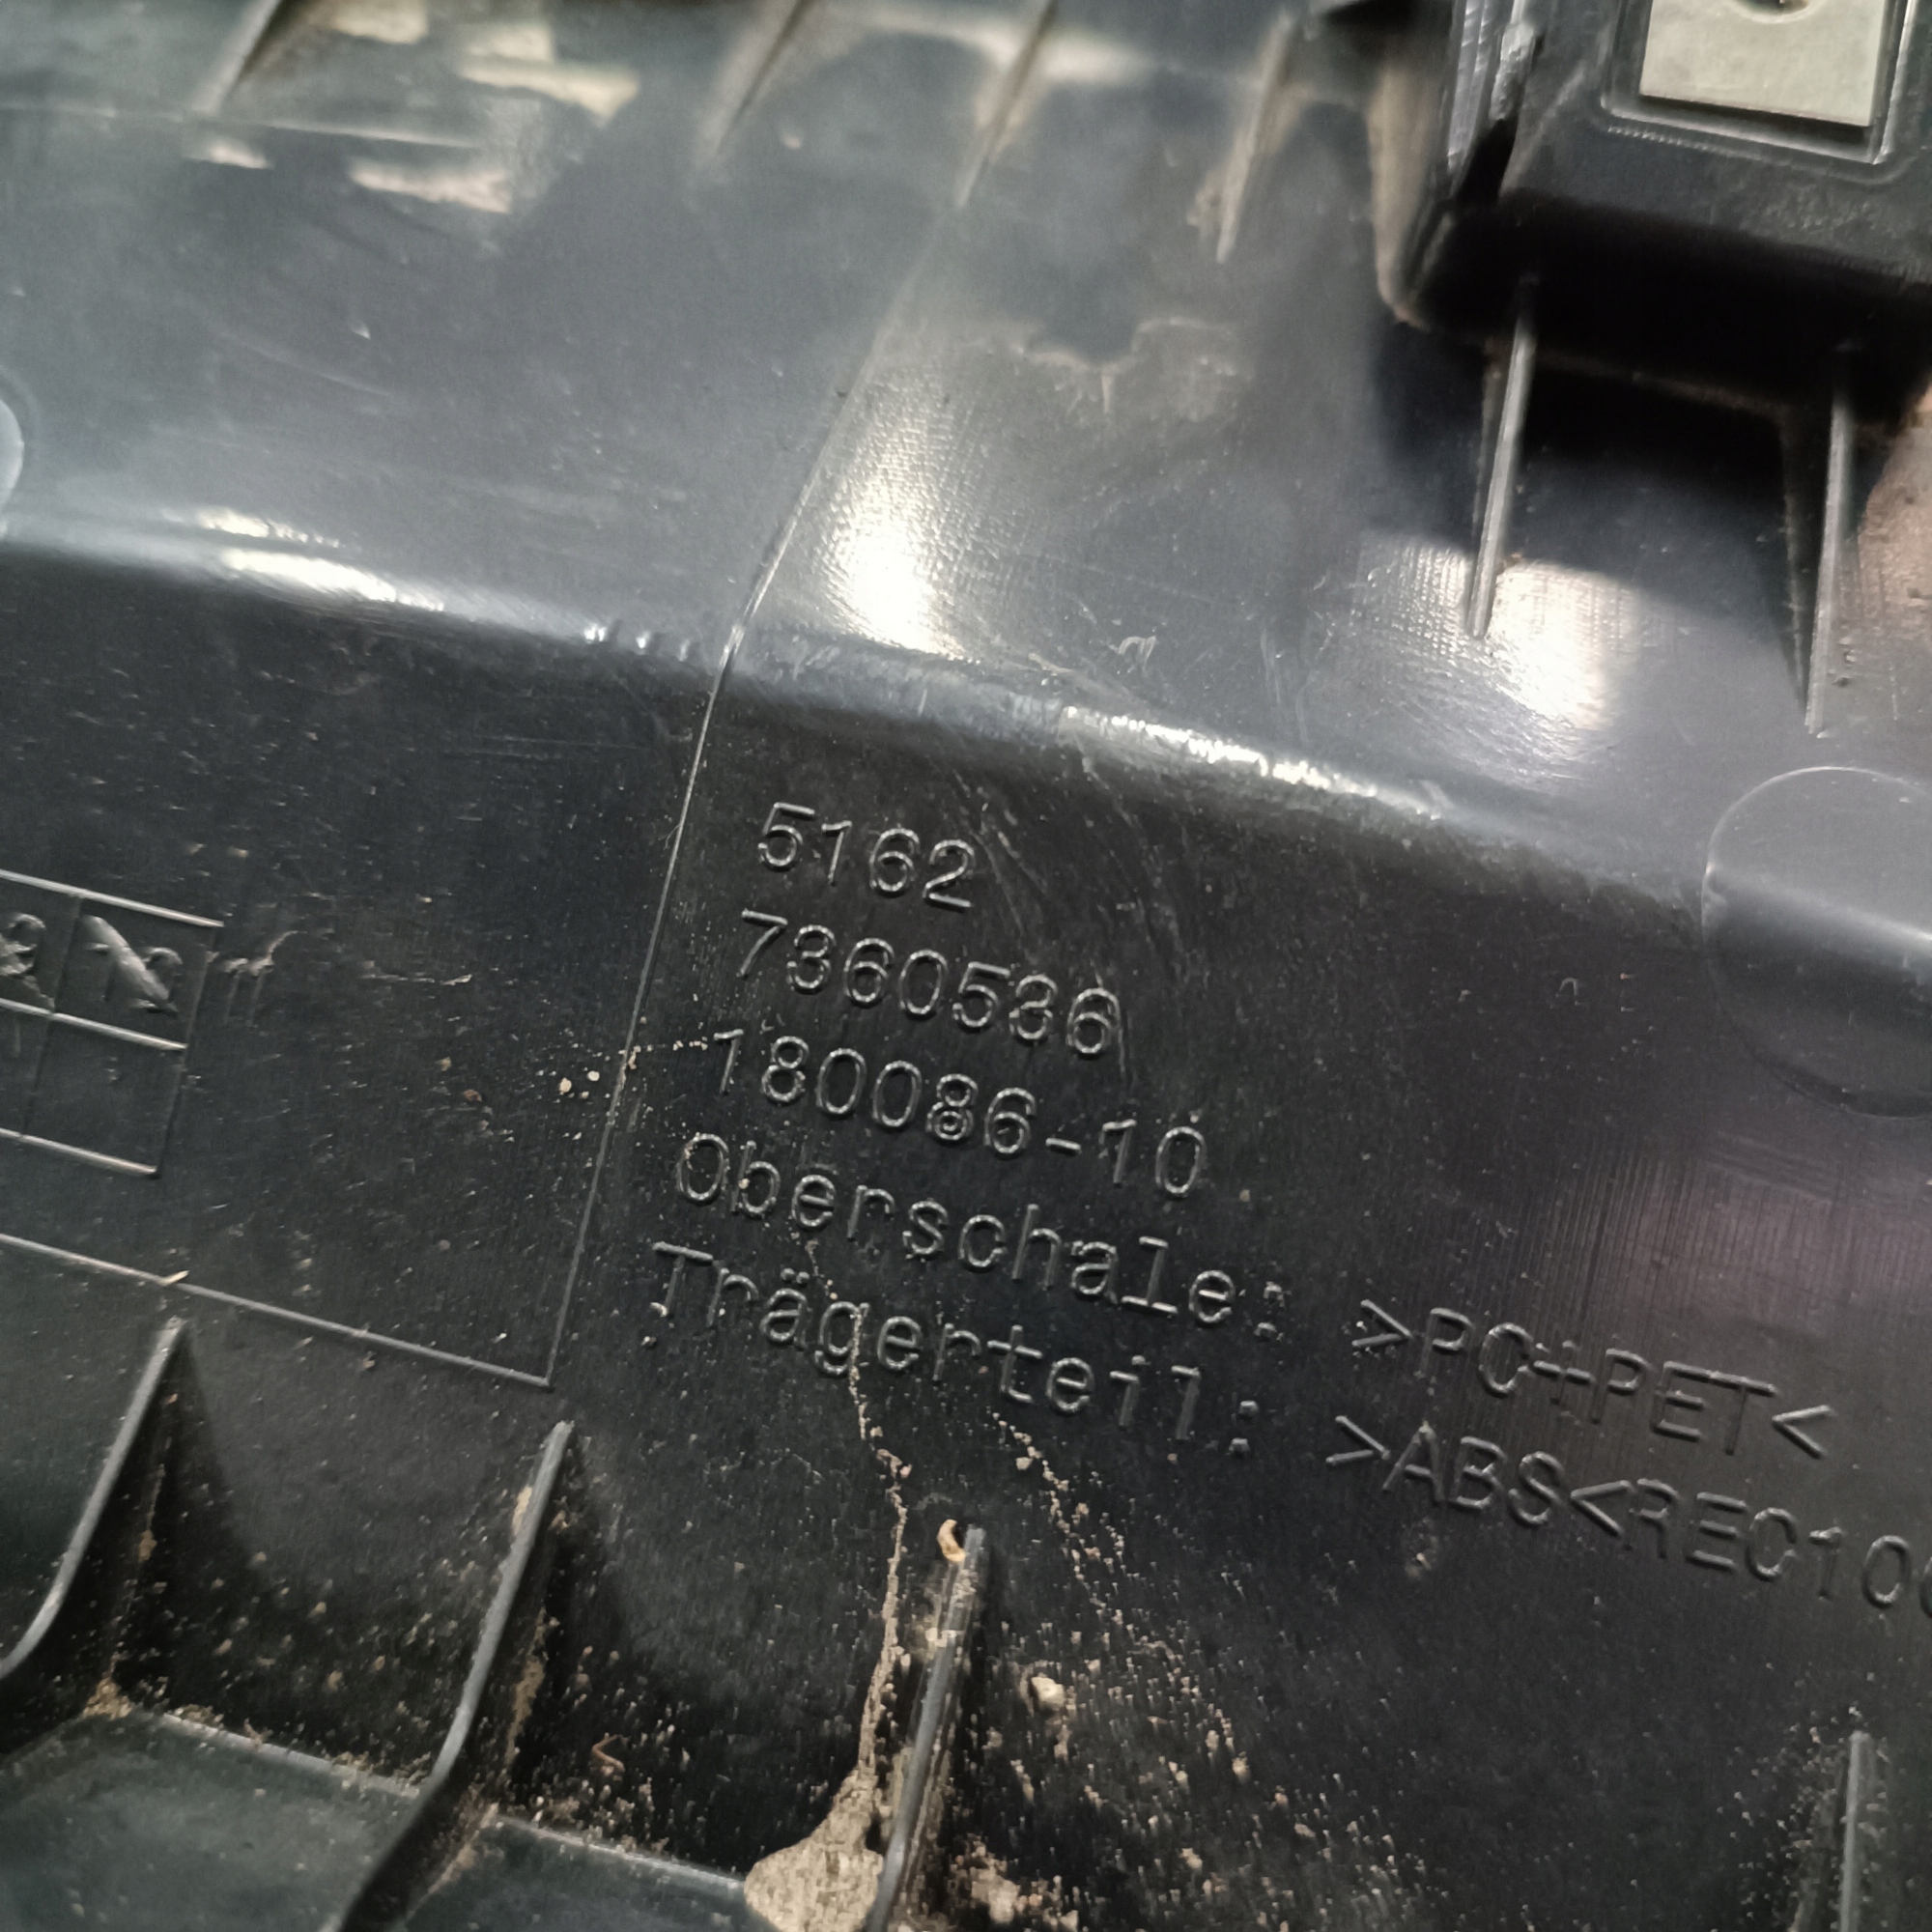 5162
7360536
180086-10
Oberschale: >PC+PET<
Trägerteil: >ABS<REC10